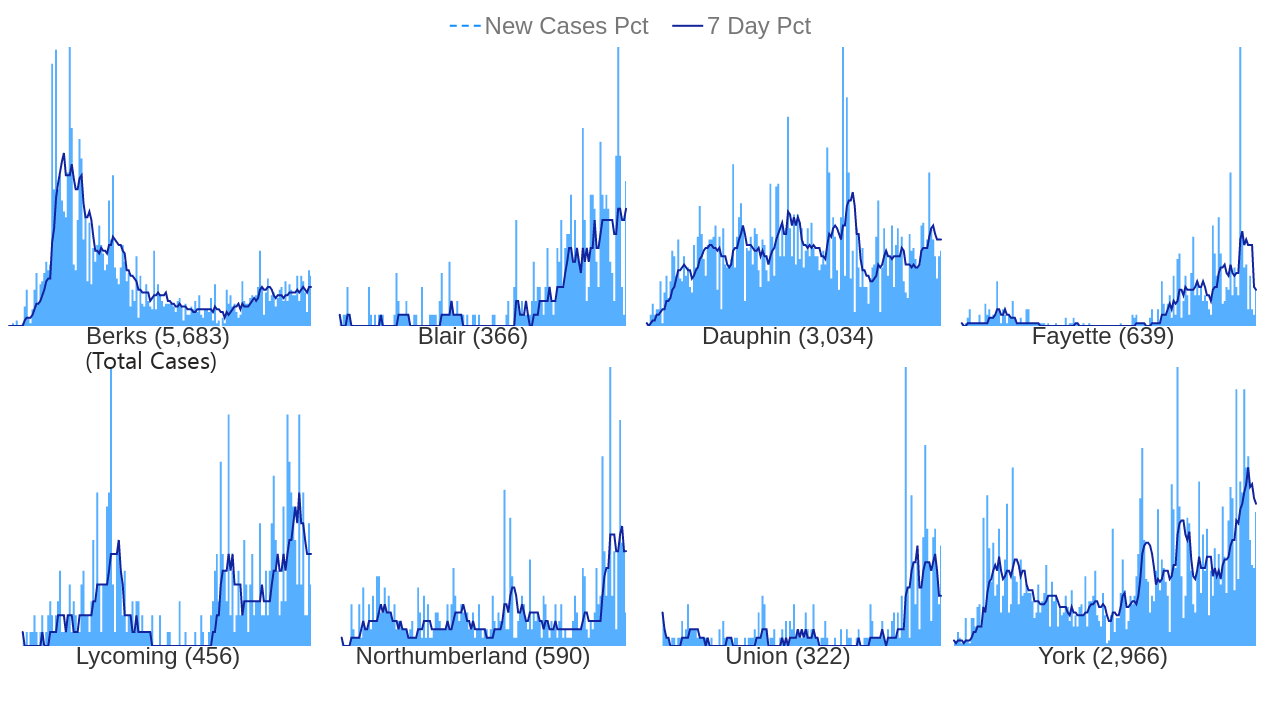 New Cases Pct 7 Day Pct
Berks (5,683) Blair (366) Dauphin (3,034) Fayette (639)
(Total Cases)
Lycoming (456) Northumberland (590) Union (322) York (2,966)